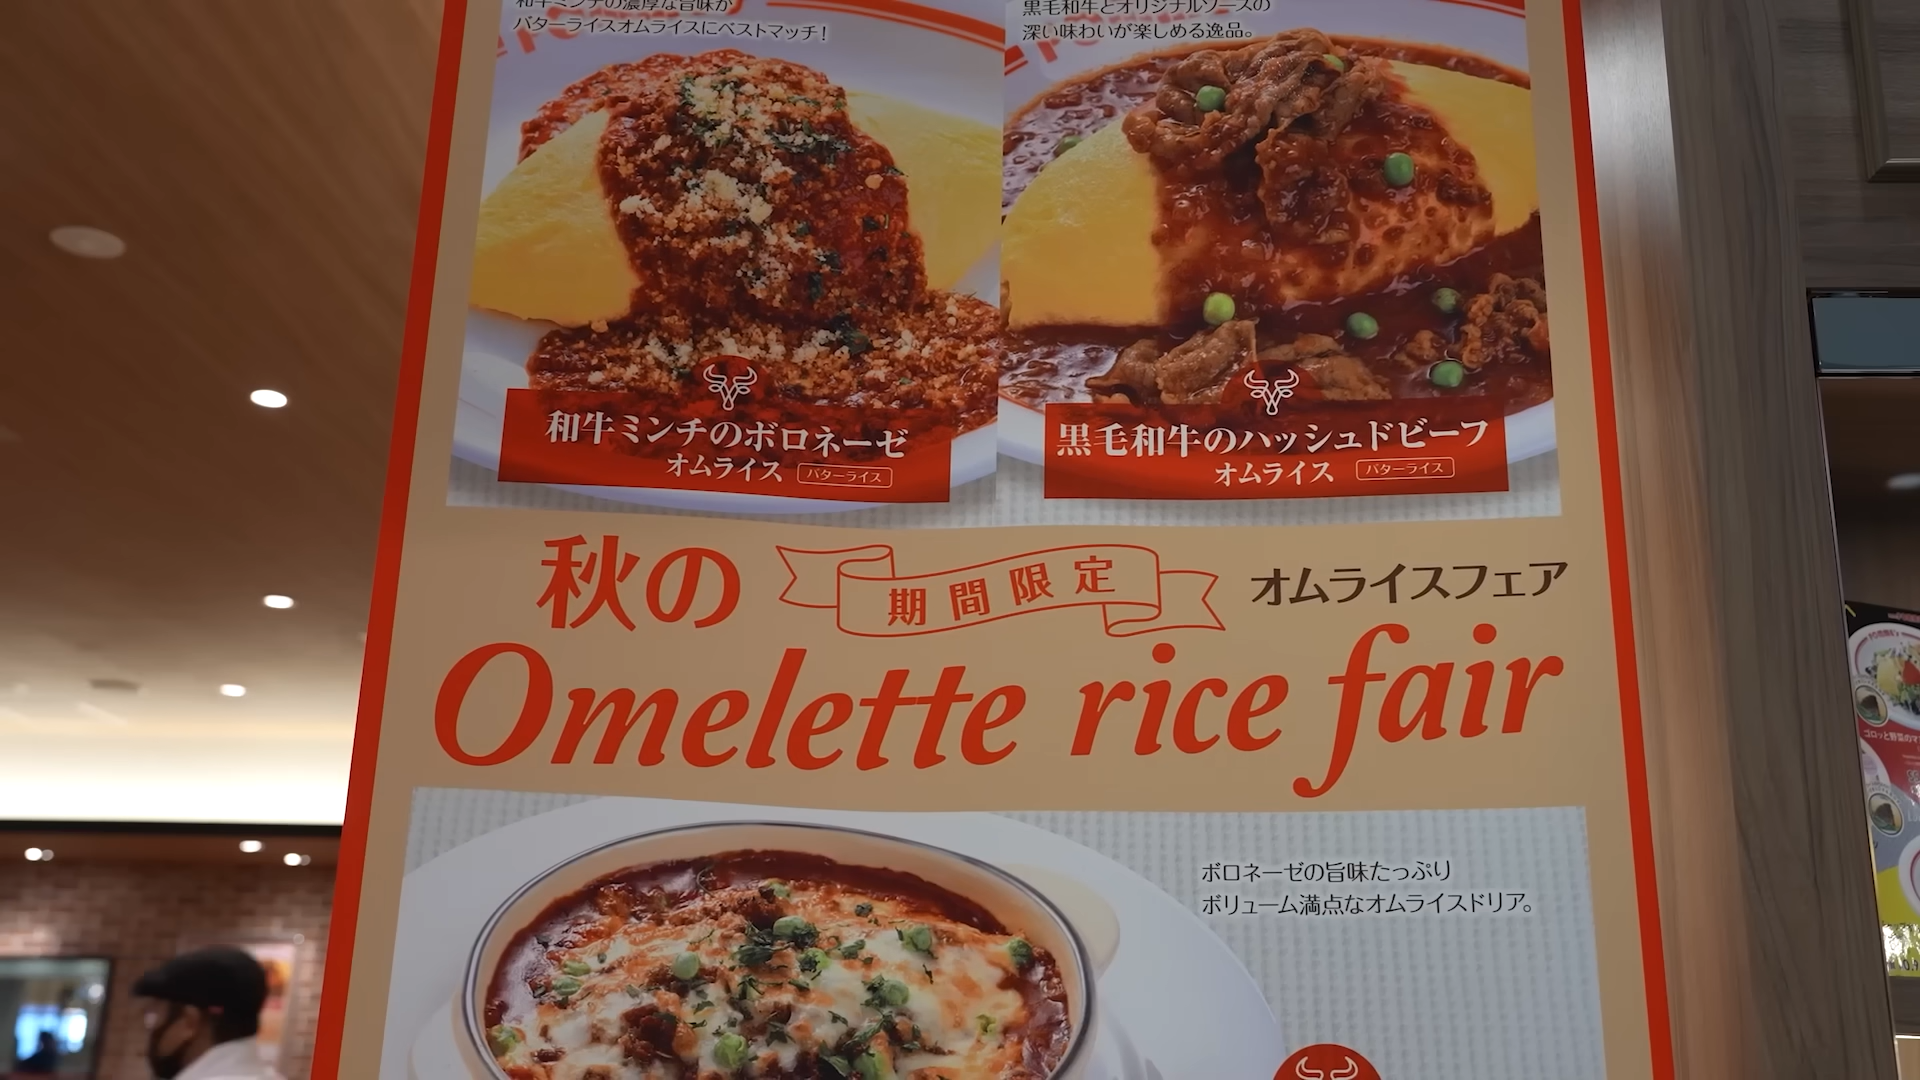 和牛ミンチの濃厚な旨味が
バターライスオムライスにベストマッチ!
黒毛和牛とオリジナルソースの
深い味わいが楽しめる逸品。
和牛ミンチのボロネーゼ
オムライス バターライス
黒毛和牛のハッシュドビーフ
オムライス バターライス
秋の 期間限定 オムライスフェア
Omelette rice fair
ボロネーゼの旨味たっぷり
ボリューム満点なオムライスドリア。